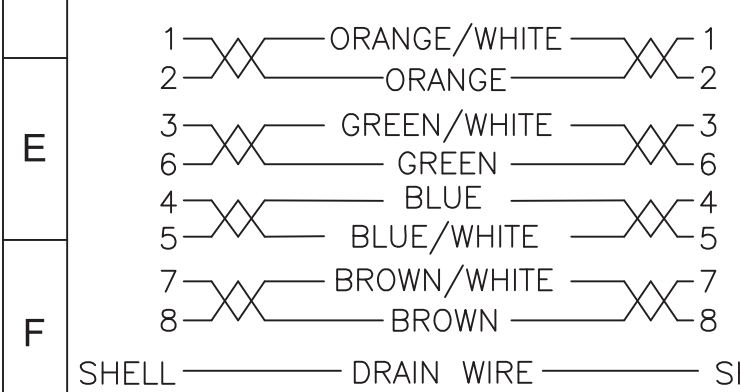 1 ORANGE/WHITE 1
2 ORANGE 2
E
3 GREEN/WHITE 3
6 GREEN 6
4 BLUE 4
5 BLUE/WHITE 5
7 BROWN/WHITE 7
F
8 BROWN 8
SHELL DRAIN WIRE